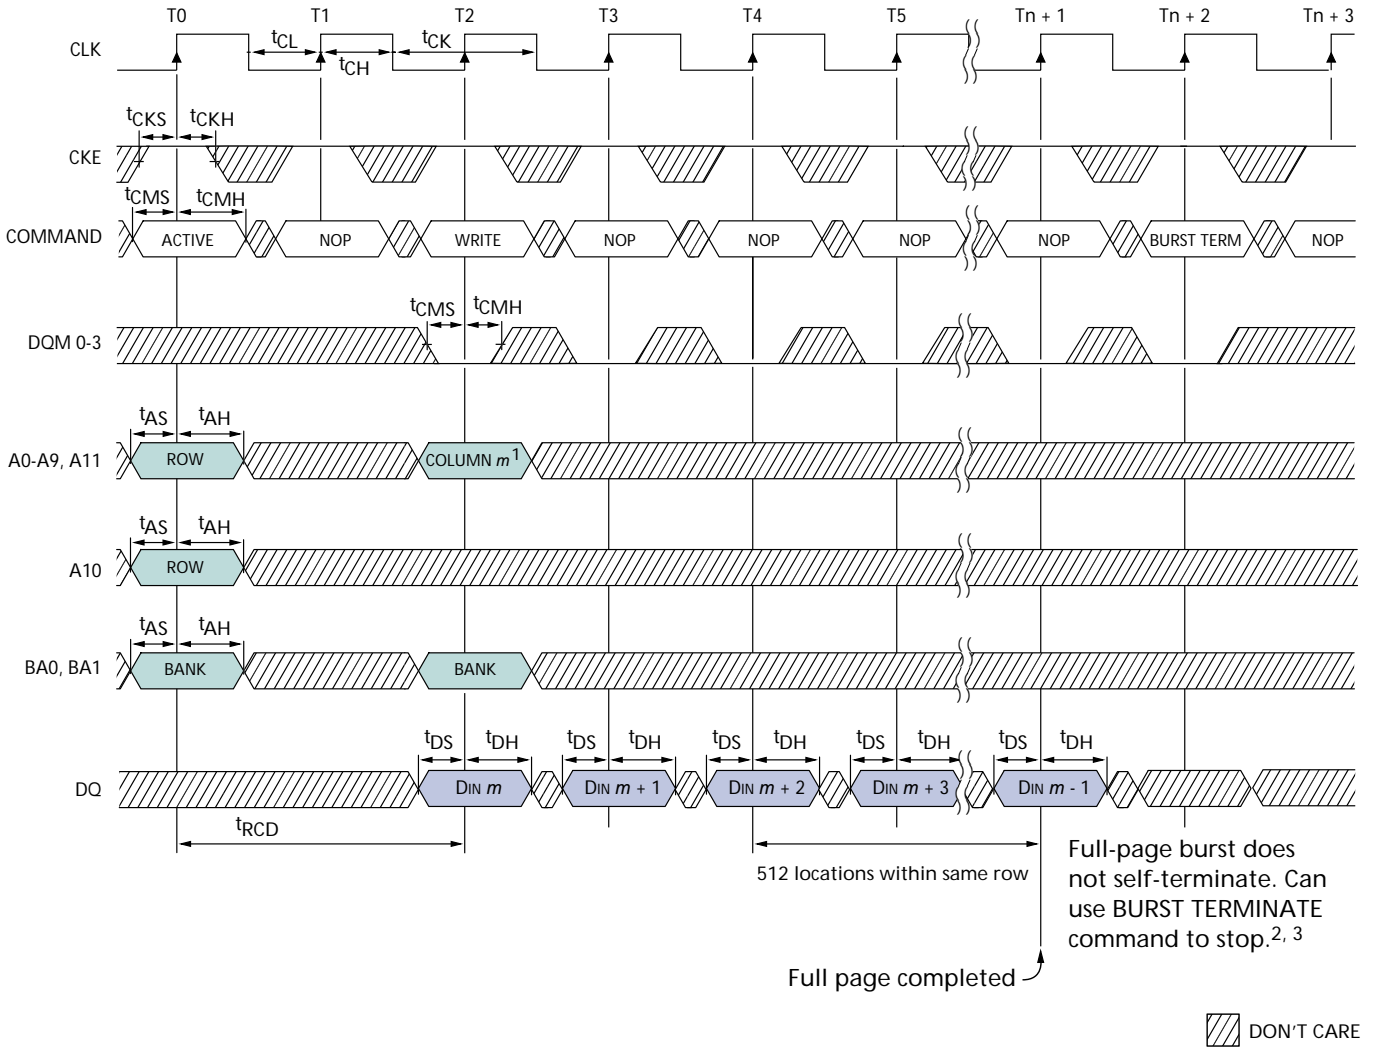 T0 T1 T2 T3 T4 T5 Tn + 1 Tn + 2 Tn + 3
CLK
tCL tCK
tCH
tCKS tCKH
CKE
tCMS tCMH
COMMAND ACTIVE NOP WRITE NOP NOP NOP NOP BURST TERM NOP
tCMS tCMH
DQM 0-3
tAS tAH
A0-A9, A11 ROW COLUMN m1
tAS tAH
A10 ROW
tAS tAH
BA0, BA1 BANK BANK
tDS tDH tDS tDH tDS tDH tDS tDH tDS tDH
DQ DIN m DIN m + 1 DIN m + 2 DIN m + 3 DIN m - 1
tRCD
512 locations within same row
Full-page burst does
not self-terminate. Can
use BURST TERMINATE
command to stop.2, 3
Full page completed
DON'T CARE